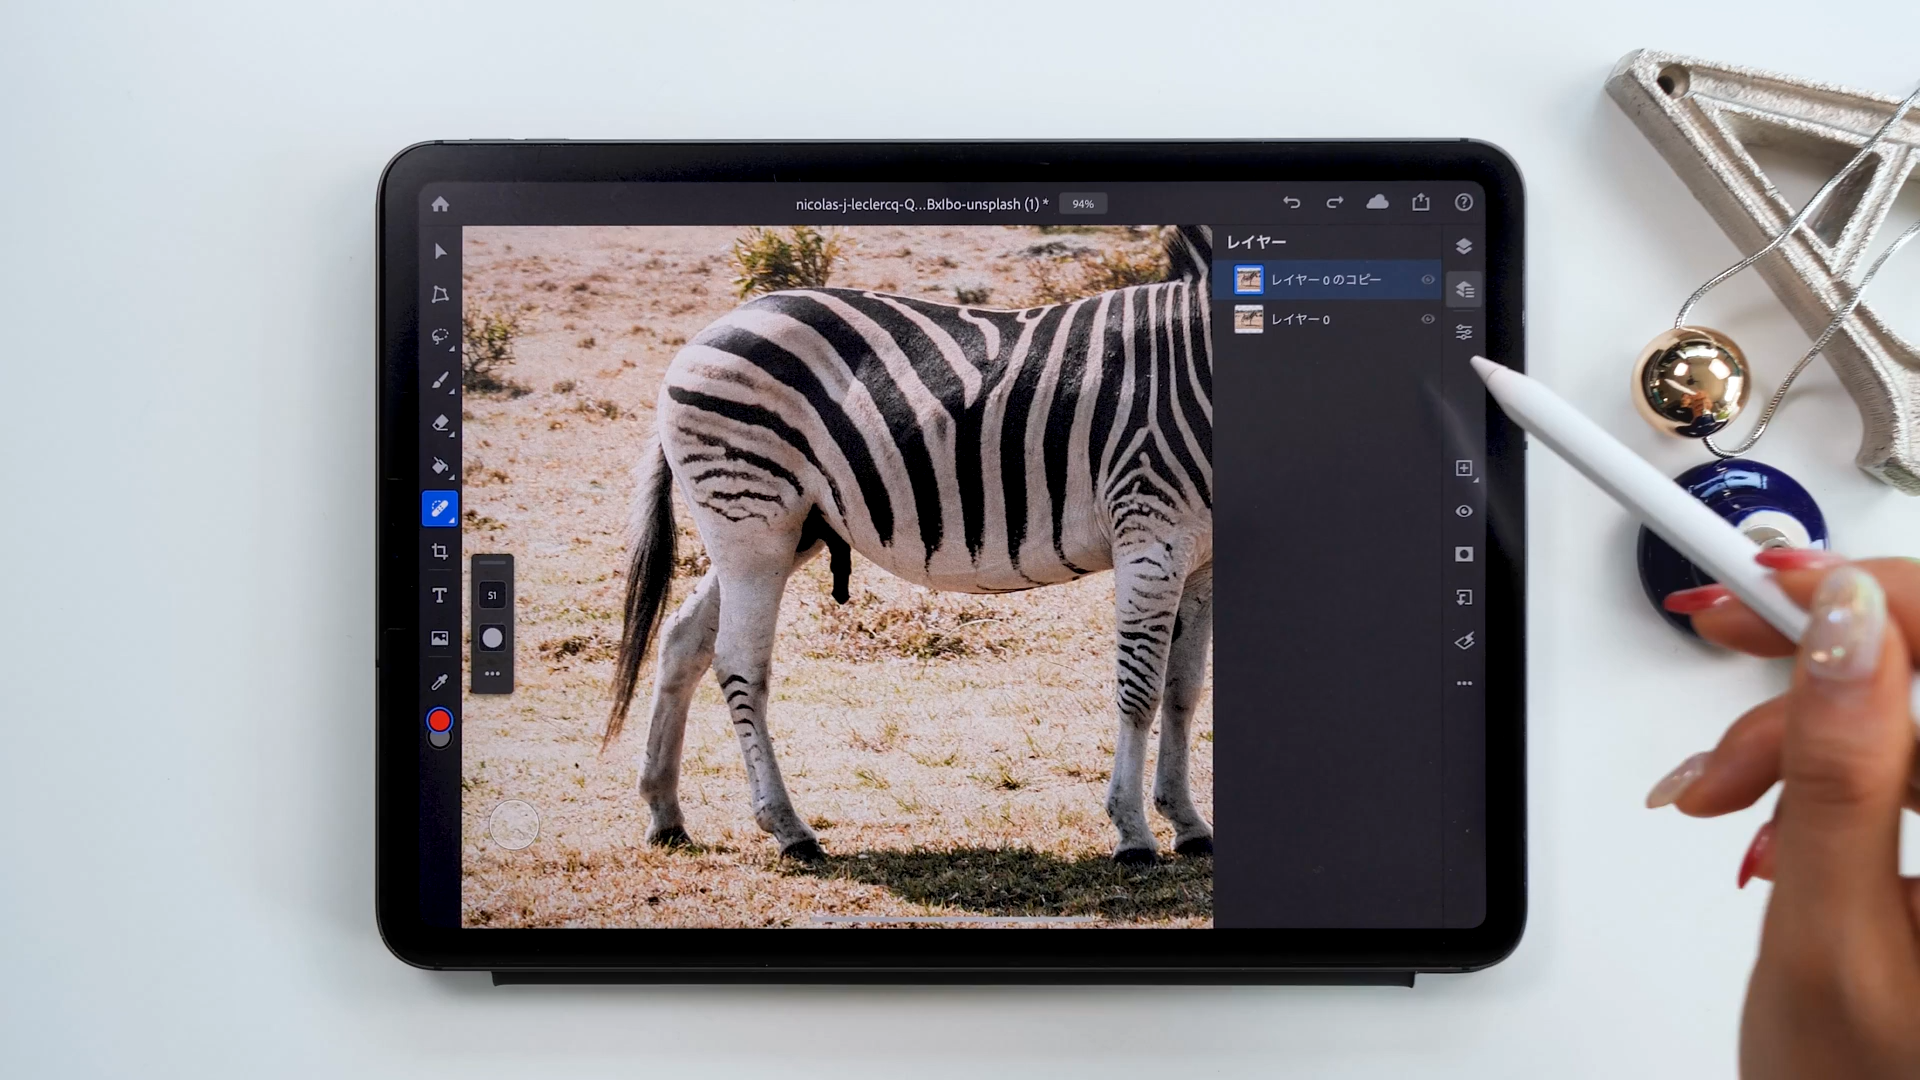 nicolas-j-leclercq-Q...BxIbo-unsplash (1) *
94%
レイヤー
レイヤー 0 のコピー
レイヤー 0
51
T